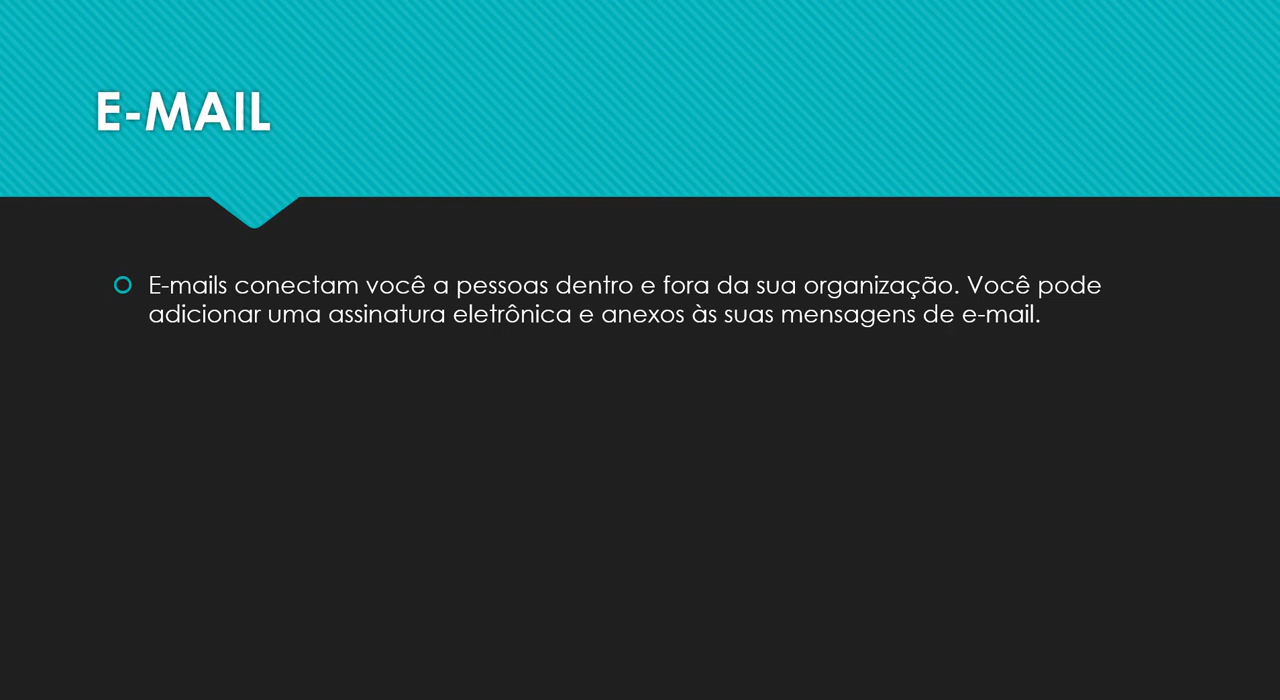 E-MAIL
E-mails conectam você a pessoas dentro e fora da sua organização. Você pode
adicionar uma assinatura eletrônica e anexos às suas mensagens de e-mail.